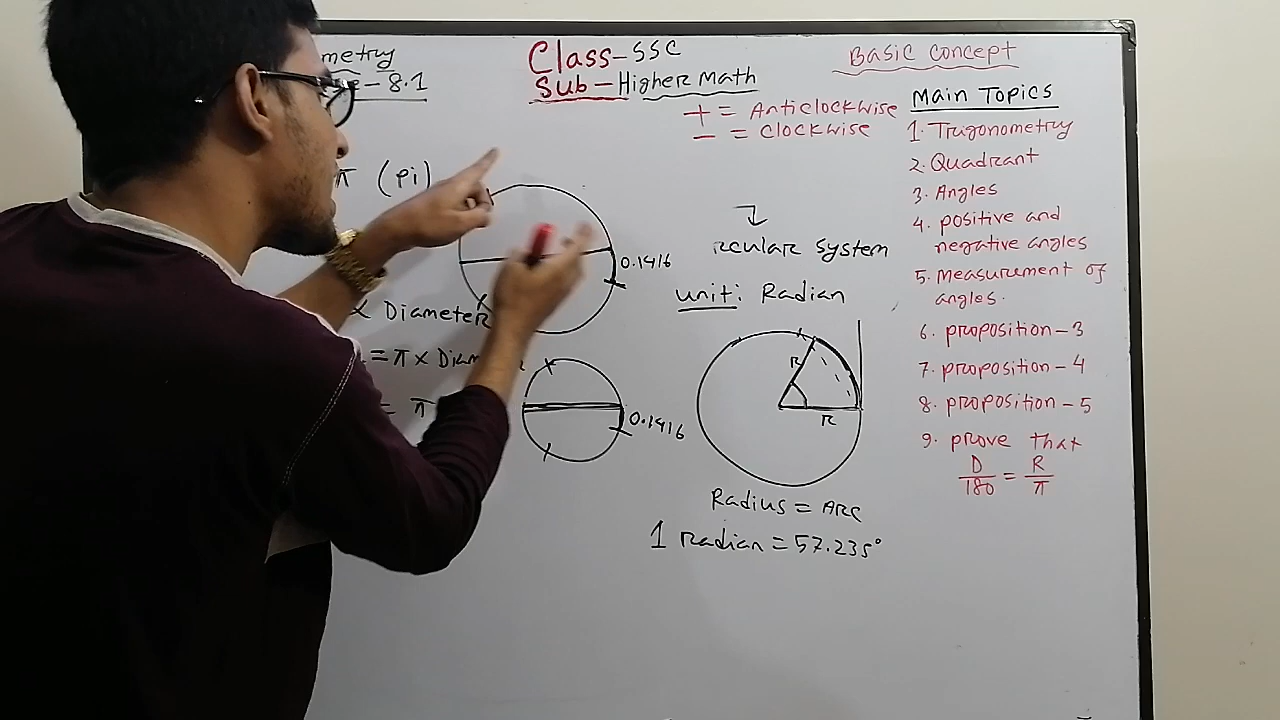 metry
8.1
Class-SSC
Sub-Higher Math
Basic Concept
+ = Anticlockwise
- = Clockwise
π (Pi)
0.1416
∝ Diameter
= π × Diam
= π
0.1416
rcular system
unit: Radian
R
R
Radius = ARC
1 radian = 57.235°
Main Topics
1. Trigonometry
2. Quadrant
3. Angles
4. positive and
negative angles
5. Measurement of
angles.
6. proposition-3
7. proposition-4
8. proposition-5
9. prove that
D/180 = R/π